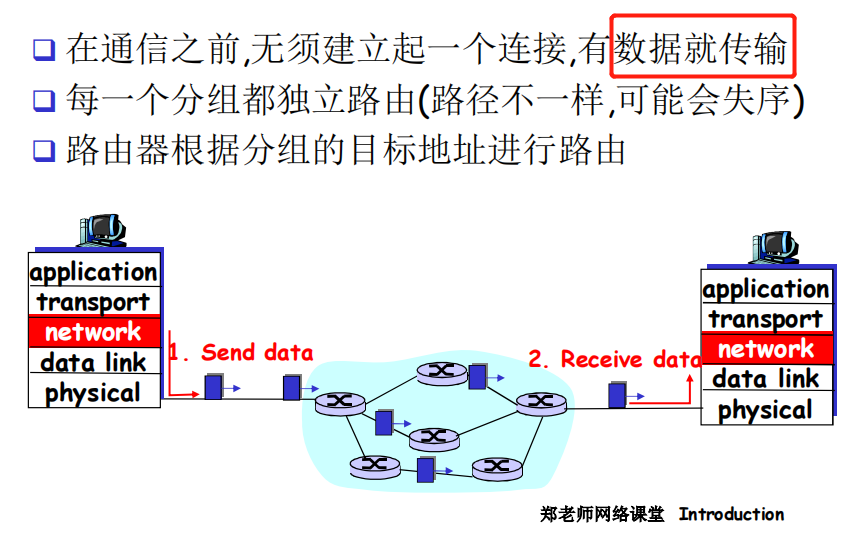 在通信之前,无须建立起一个连接,有数据就传输
每一个分组都独立路由(路径不一样,可能会失序)
路由器根据分组的目标地址进行路由
application
transport
network
data link
physical
1. Send data
2. Receive data
application
transport
network
data link
physical
郑老师网络课堂 Introduction